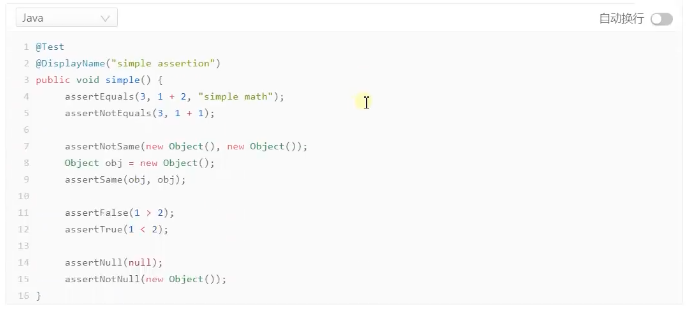 Java 自动换行
1 @Test
2 @DisplayName("simple assertion")
3 public void simple() {
4     assertEquals(3, 1 + 2, "simple math");
5     assertNotEquals(3, 1 + 1);
6
7     assertNotSame(new Object(), new Object());
8     Object obj = new Object();
9     assertSame(obj, obj);
10
11     assertFalse(1 > 2);
12     assertTrue(1 < 2);
13
14     assertNull(null);
15     assertNotNull(new Object());
16 }